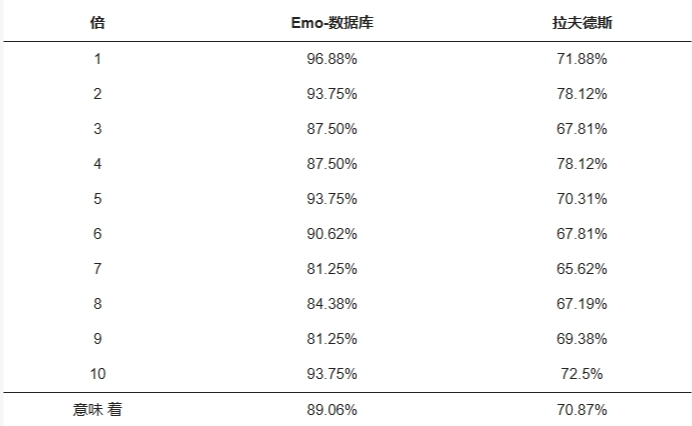 倍 Emo-数据库 拉夫德斯
1 96.88% 71.88%
2 93.75% 78.12%
3 87.50% 67.81%
4 87.50% 78.12%
5 93.75% 70.31%
6 90.62% 67.81%
7 81.25% 65.62%
8 84.38% 67.19%
9 81.25% 69.38%
10 93.75% 72.5%
意味 着 89.06% 70.87%